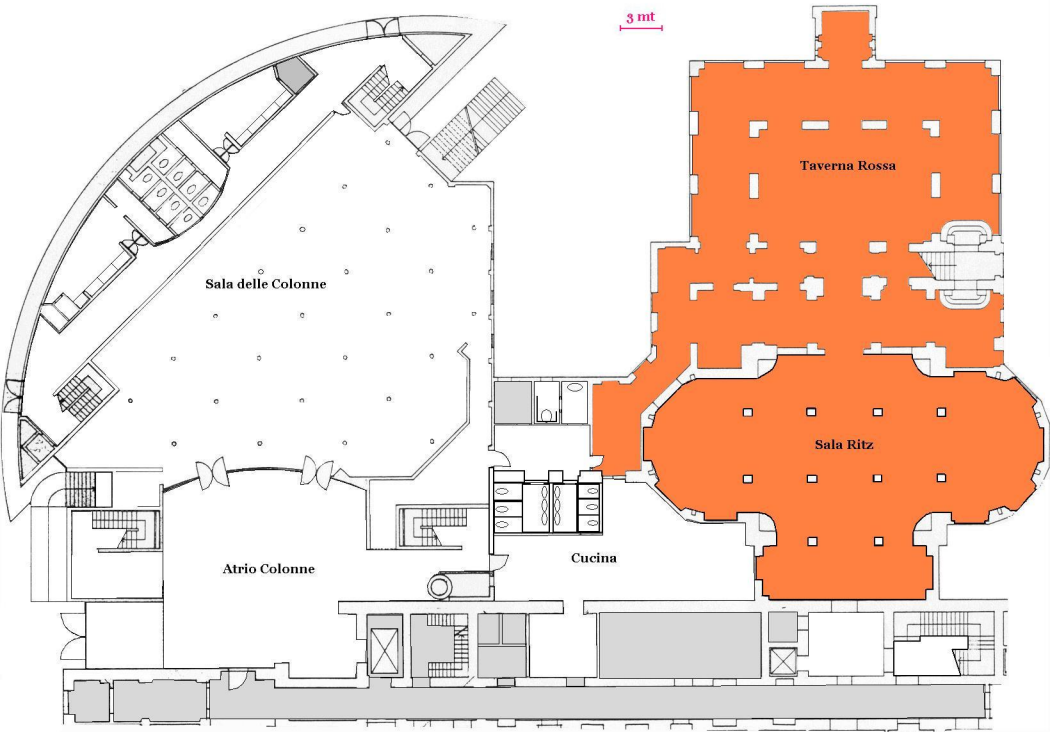 3 mt
Taverna Rossa
Sala delle Colonne
Sala Ritz
Cucina
Atrio Colonne